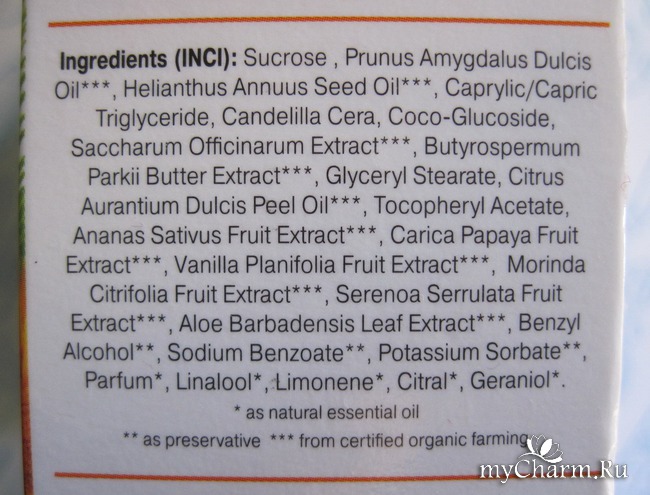 Ingredients (INCI): Sucrose , Prunus Amygdalus Dulcis
Oil***, Helianthus Annuus Seed Oil***, Caprylic/Capric
Triglyceride, Candelilla Cera, Coco-Glucoside,
Saccharum Officinarum Extract***, Butyrospermum
Parkii Butter Extract***, Glyceryl Stearate, Citrus
Aurantium Dulcis Peel Oil***, Tocopheryl Acetate,
Ananas Sativus Fruit Extract***, Carica Papaya Fruit
Extract***, Vanilla Planifolia Fruit Extract***, Morinda
Citrifolia Fruit Extract***, Serenoa Serrulata Fruit
Extract***, Aloe Barbadensis Leaf Extract***, Benzyl
Alcohol**, Sodium Benzoate**, Potassium Sorbate**,
Parfum*, Linalool*, Limonene*, Citral*, Geraniol*.
* as natural essential oil
** as preservative *** from certified organic farming
myCharm.Ru